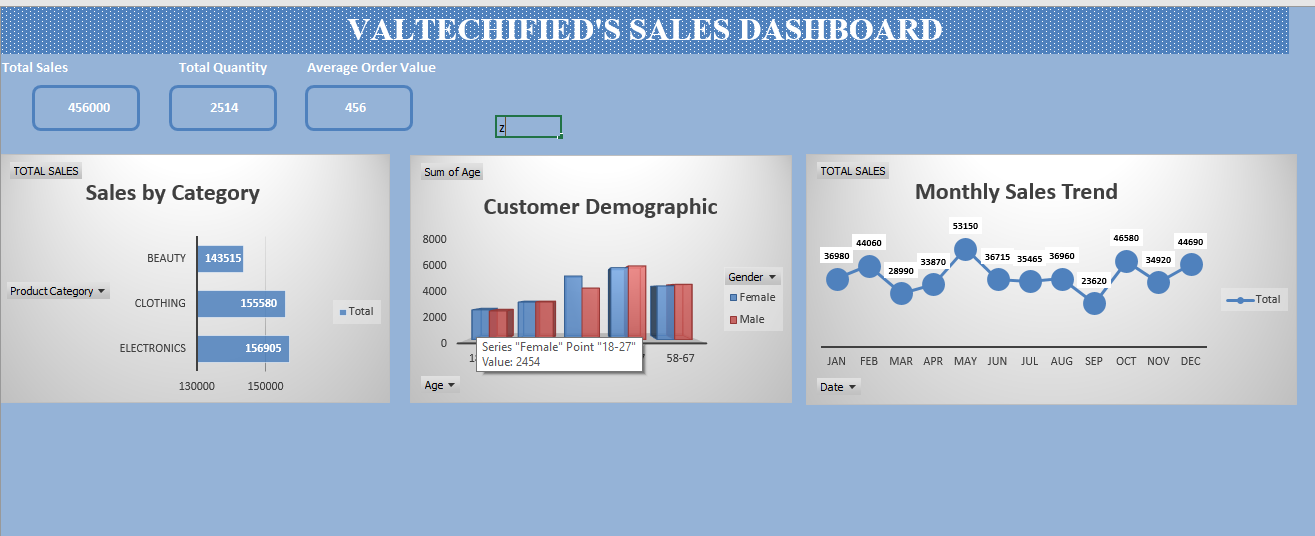 VALTECHIFIED'S SALES DASHBOARD
Total Sales Total Quantity Average Order Value
456000 2514 456
z
TOTAL SALES
Sales by Category
BEAUTY 143515
CLOTHING 155580
ELECTRONICS 156905
130000 150000
Product Category
Total
Sum of Age
Customer Demographic
8000
6000
4000
2000
0
58-67
Series "Female" Point "18-27"
Value: 2454
Gender
Female
Male
Age
TOTAL SALES
Monthly Sales Trend
36980 44060 28990 33870 53150 36715 35465 36960 23620 46580 34920 44690
JAN FEB MAR APR MAY JUN JUL AUG SEP OCT NOV DEC
Total
Date